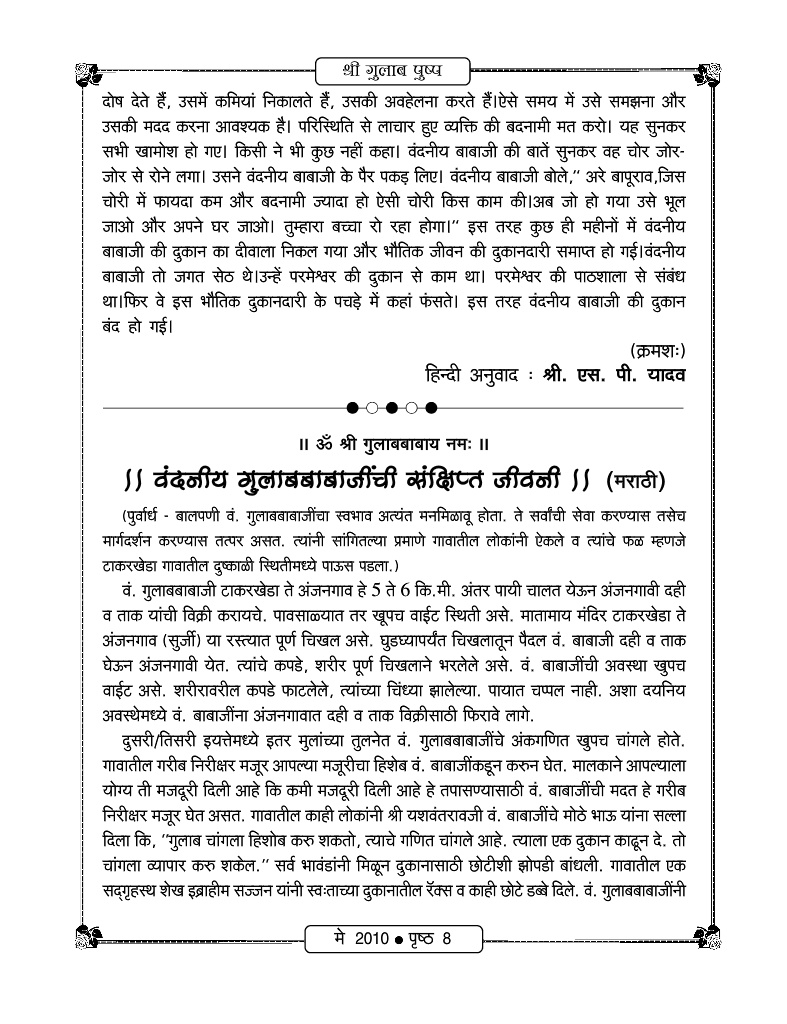 श्री गुलाब पुष्प
दोष देते हैं, उसमें कमियां निकालते हैं, उसकी अवहेलना करते हैं।ऐसे समय में उसे समझना और
उसकी मदद करना आवश्यक है। परिस्थिति से लाचार हुए व्यक्ति की बदनामी मत करो। यह सुनकर
सभी खामोश हो गए। किसी ने भी कुछ नहीं कहा। वंदनीय बाबाजी की बातें सुनकर वह चोर जोर-
जोर से रोने लगा। उसने वंदनीय बाबाजी के पैर पकड़ लिए। वंदनीय बाबाजी बोले,“ अरे बापूराव,जिस
चोरी में फायदा कम और बदनामी ज्यादा हो ऐसी चोरी किस काम की।अब जो हो गया उसे भूल
जाओ और अपने घर जाओ। तुम्हारा बच्चा रो रहा होगा।“ इस तरह कुछ ही महीनों में वंदनीय
बाबाजी की दुकान का दीवाला निकल गया और भौतिक जीवन की दुकानदारी समाप्त हो गई।वंदनीय
बाबाजी तो जगत सेठ थे।उन्हें परमेश्वर की दुकान से काम था। परमेश्वर की पाठशाला से संबंध
था।फिर वे इस भौतिक दुकानदारी के पचड़े में कहां फंसते। इस तरह वंदनीय बाबाजी की दुकान
बंद हो गई।
(क्रमशः)
हिन्दी अनुवाद : श्री. एस. पी. यादव
॥ ॐ श्री गुलाबबाबाय नमः ॥
॥ वंदनीय गुलाबबाबाजींची संक्षिप्त जीवनी ॥ (मराठी)
(पुर्वार्ध - बालपणी वं. गुलाबबाबाजींचा स्वभाव अत्यंत मनमिळावू होता. ते सर्वांची सेवा करण्यास तसेच
मार्गदर्शन करण्यास तत्पर असत. त्यांनी सांगितल्या प्रमाणे गावातील लोकांनी ऐकले व त्यांचे फळ म्हणजे
टाकरखेडा गावातील दुष्काळी स्थितीमध्ये पाऊस पडला.)
वं. गुलाबबाबाजी टाकरखेडा ते अंजनगाव हे 5 ते 6 कि.मी. अंतर पायी चालत येऊन अंजनगावी दही
व ताक यांची विक्री करायचे. पावसाळ्यात तर खूपच वाईट स्थिती असे. मातामाय मंदिर टाकरखेडा ते
अंजनगाव (सुर्जी) या रस्त्यात पूर्ण चिखल असे. घुडघ्यापर्यंत चिखलातून पैदल वं. बाबाजी दही व ताक
घेऊन अंजनगावी येत. त्यांचे कपडे, शरीर पूर्ण चिखलाने भरलेले असे. वं. बाबाजींची अवस्था खुपच
वाईट असे. शरीरावरील कपडे फाटलेले, त्यांच्या चिंध्या झालेल्या. पायात चप्पल नाही. अशा दयनिय
अवस्थेमध्ये वं. बाबाजींना अंजनगावात दही व ताक विक्रीसाठी फिरावे लागे.
दुसरी/तिसरी इयत्तेमध्ये इतर मुलांच्या तुलनेत वं. गुलाबबाबाजींचे अंकगणित खुपच चांगले होते.
गावातील गरीब निरीक्षर मजूर आपल्या मजूरीचा हिशेब वं. बाबाजींकडून करुन घेत. मालकाने आपल्याला
योग्य ती मजदूरी दिली आहे कि कमी मजदूरी दिली आहे हे तपासण्यासाठी वं. बाबाजींची मदत हे गरीब
निरीक्षर मजूर घेत असत. गावातील काही लोकांनी श्री यशवंतरावजी वं. बाबाजींचे मोठे भाऊ यांना सल्ला
दिला कि, “गुलाब चांगला हिशोब करु शकतो, त्याचे गणित चांगले आहे. त्याला एक दुकान काढून दे. तो
चांगला व्यापार करु शकेल.” सर्व भावंडांनी मिळून दुकानासाठी छोटीशी झोपडी बांधली. गावातील एक
सद्‌गृहस्थ शेख इब्राहीम सज्जन यांनी स्वःताच्या दुकानातील रॅक्स व काही छोटे डब्बे दिले. वं. गुलाबबाबाजींनी
मे 2010 ● पृष्ठ 8